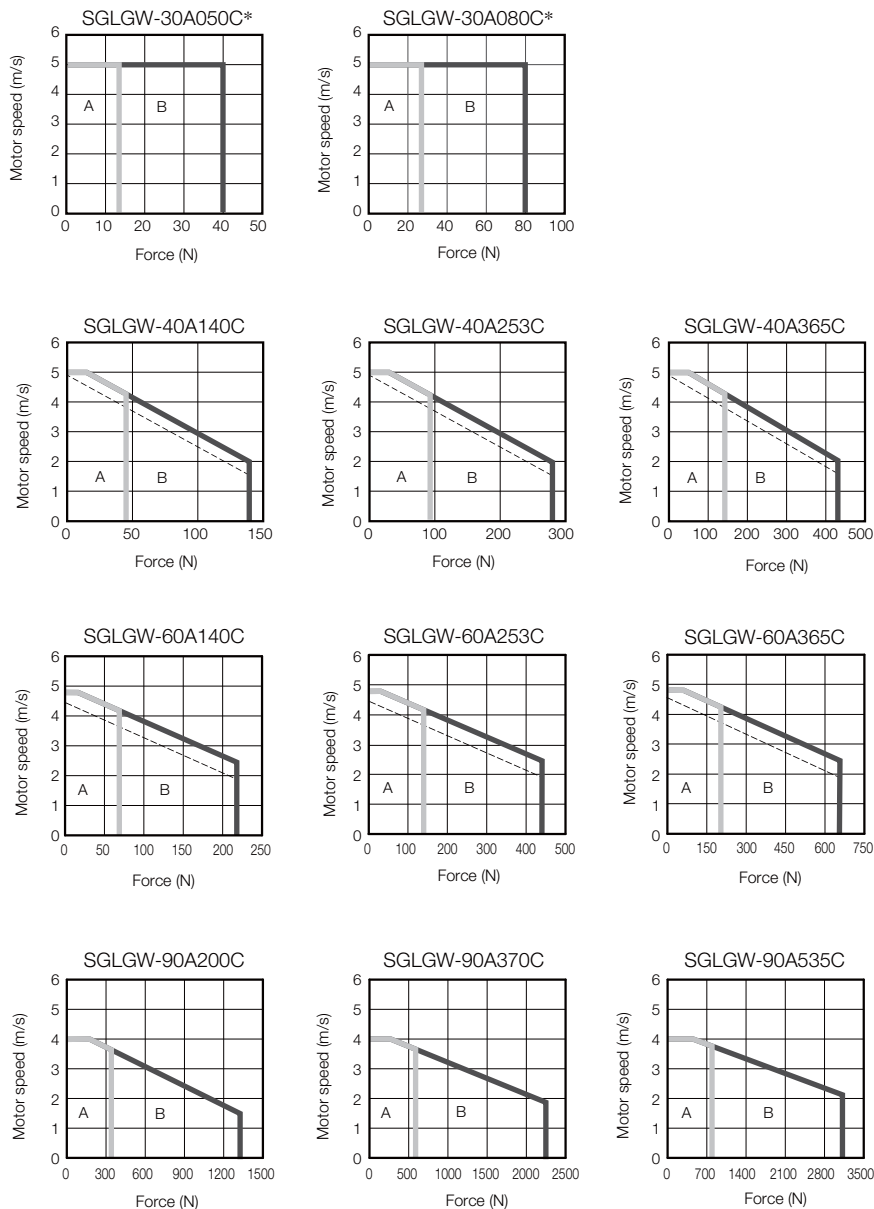 SGLGW-30A050C*
Motor speed (m/s)
6
5
4
3
2
1
0
A
B
0 10 20 30 40 50
Force (N)
SGLGW-30A080C*
Motor speed (m/s)
6
5
4
3
2
1
0
A
B
0 20 40 60 80 100
Force (N)
SGLGW-40A140C
Motor speed (m/s)
6
5
4
3
2
1
0
A
B
0 50 100 150
Force (N)
SGLGW-40A253C
Motor speed (m/s)
6
5
4
3
2
1
0
A
B
0 100 200 300
Force (N)
SGLGW-40A365C
Motor speed (m/s)
6
5
4
3
2
1
0
A
B
0 100 200 300 400 500
Force (N)
SGLGW-60A140C
Motor speed (m/s)
6
5
4
3
2
1
0
A
B
0 50 100 150 200 250
Force (N)
SGLGW-60A253C
Motor speed (m/s)
6
5
4
3
2
1
0
A
B
0 100 200 300 400 500
Force (N)
SGLGW-60A365C
Motor speed (m/s)
6
5
4
3
2
1
0
A
B
0 150 300 450 600 750
Force (N)
SGLGW-90A200C
Motor speed (m/s)
6
5
4
3
2
1
0
A
B
0 300 600 900 1200 1500
Force (N)
SGLGW-90A370C
Motor speed (m/s)
6
5
4
3
2
1
0
A
B
0 500 1000 1500 2000 2500
Force (N)
SGLGW-90A535C
Motor speed (m/s)
6
5
4
3
2
1
0
A
B
0 700 1400 2100 2800 3500
Force (N)